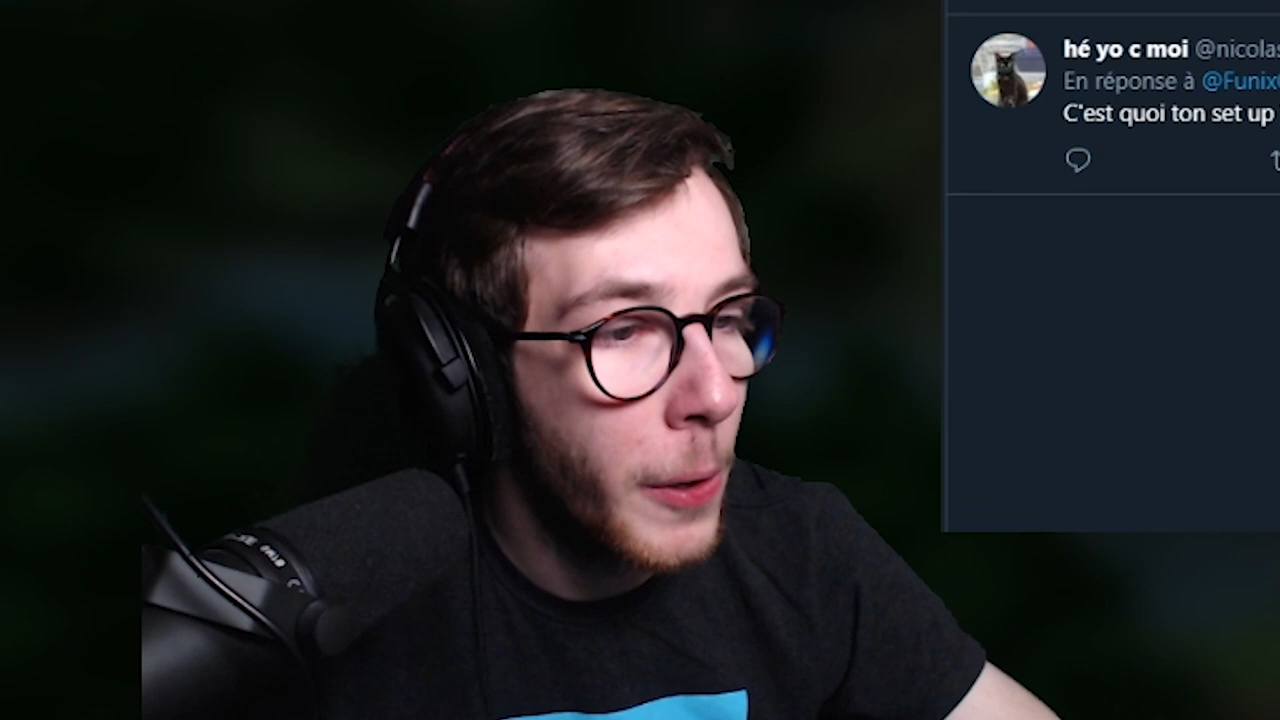 hé yo c moi @nicolas
En réponse à @Funix
C'est quoi ton set up